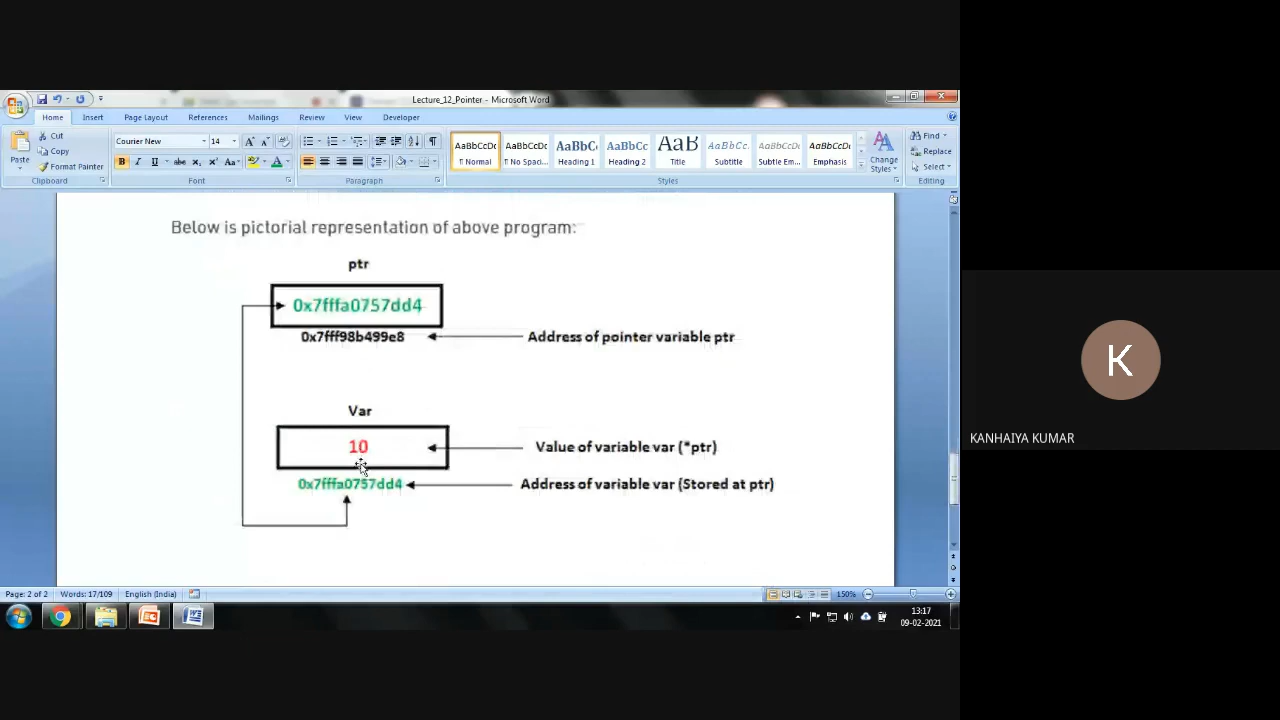 Lecture_12_Pointer - Microsoft Word
Home Insert Page Layout References Mailings Review View Developer
Paste
Cut
Copy
Format Painter
Clipboard
Courier New 14
Font
Paragraph
AaBbCcDc AaBbCcDc AaBbCc AaBbCc AaB AaBbCc. AaBbCcDc AaBbCcDc
¶ Normal ¶ No Spaci... Heading 1 Heading 2 Title Subtitle Subtle Em... Emphasis
Change Styles
Styles
Find
Replace
Select
Editing
Below is pictorial representation of above program:
ptr
0x7fffa0757dd4
0x7fff98b499e8 Address of pointer variable ptr
Var
10 Value of variable var (*ptr)
0x7fffa0757dd4 Address of variable var (Stored at ptr)
Page: 2 of 2 Words: 17/109 English (India) 150%
13:17
09-02-2021
K
KANHAIYA KUMAR